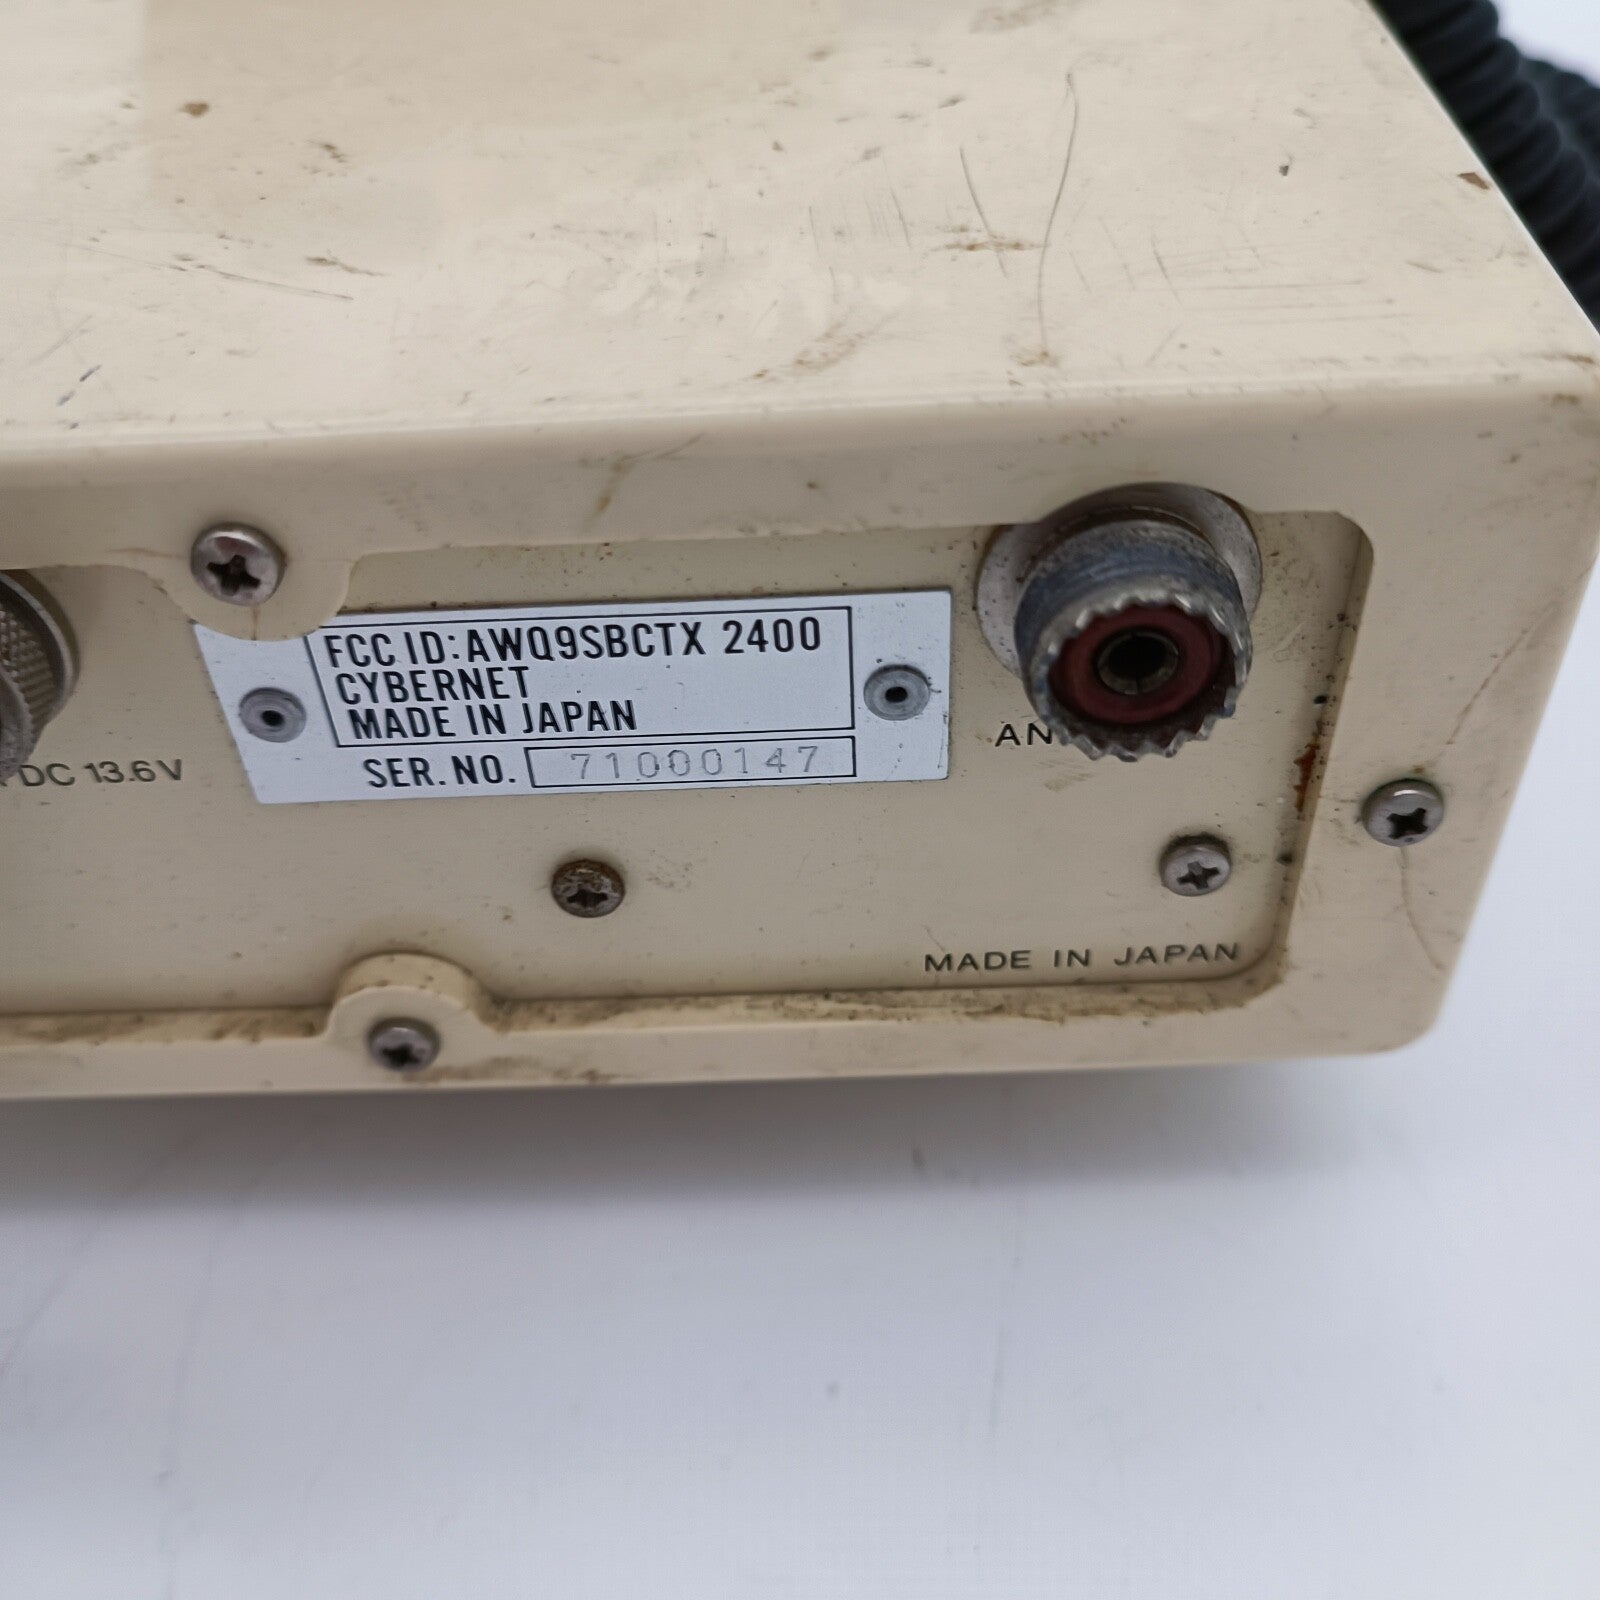 FCC ID: AWQ9SBCTX 2400
CYBERNET
MADE IN JAPAN
SER. NO. 71000147
DC 13.6V
MADE IN JAPAN